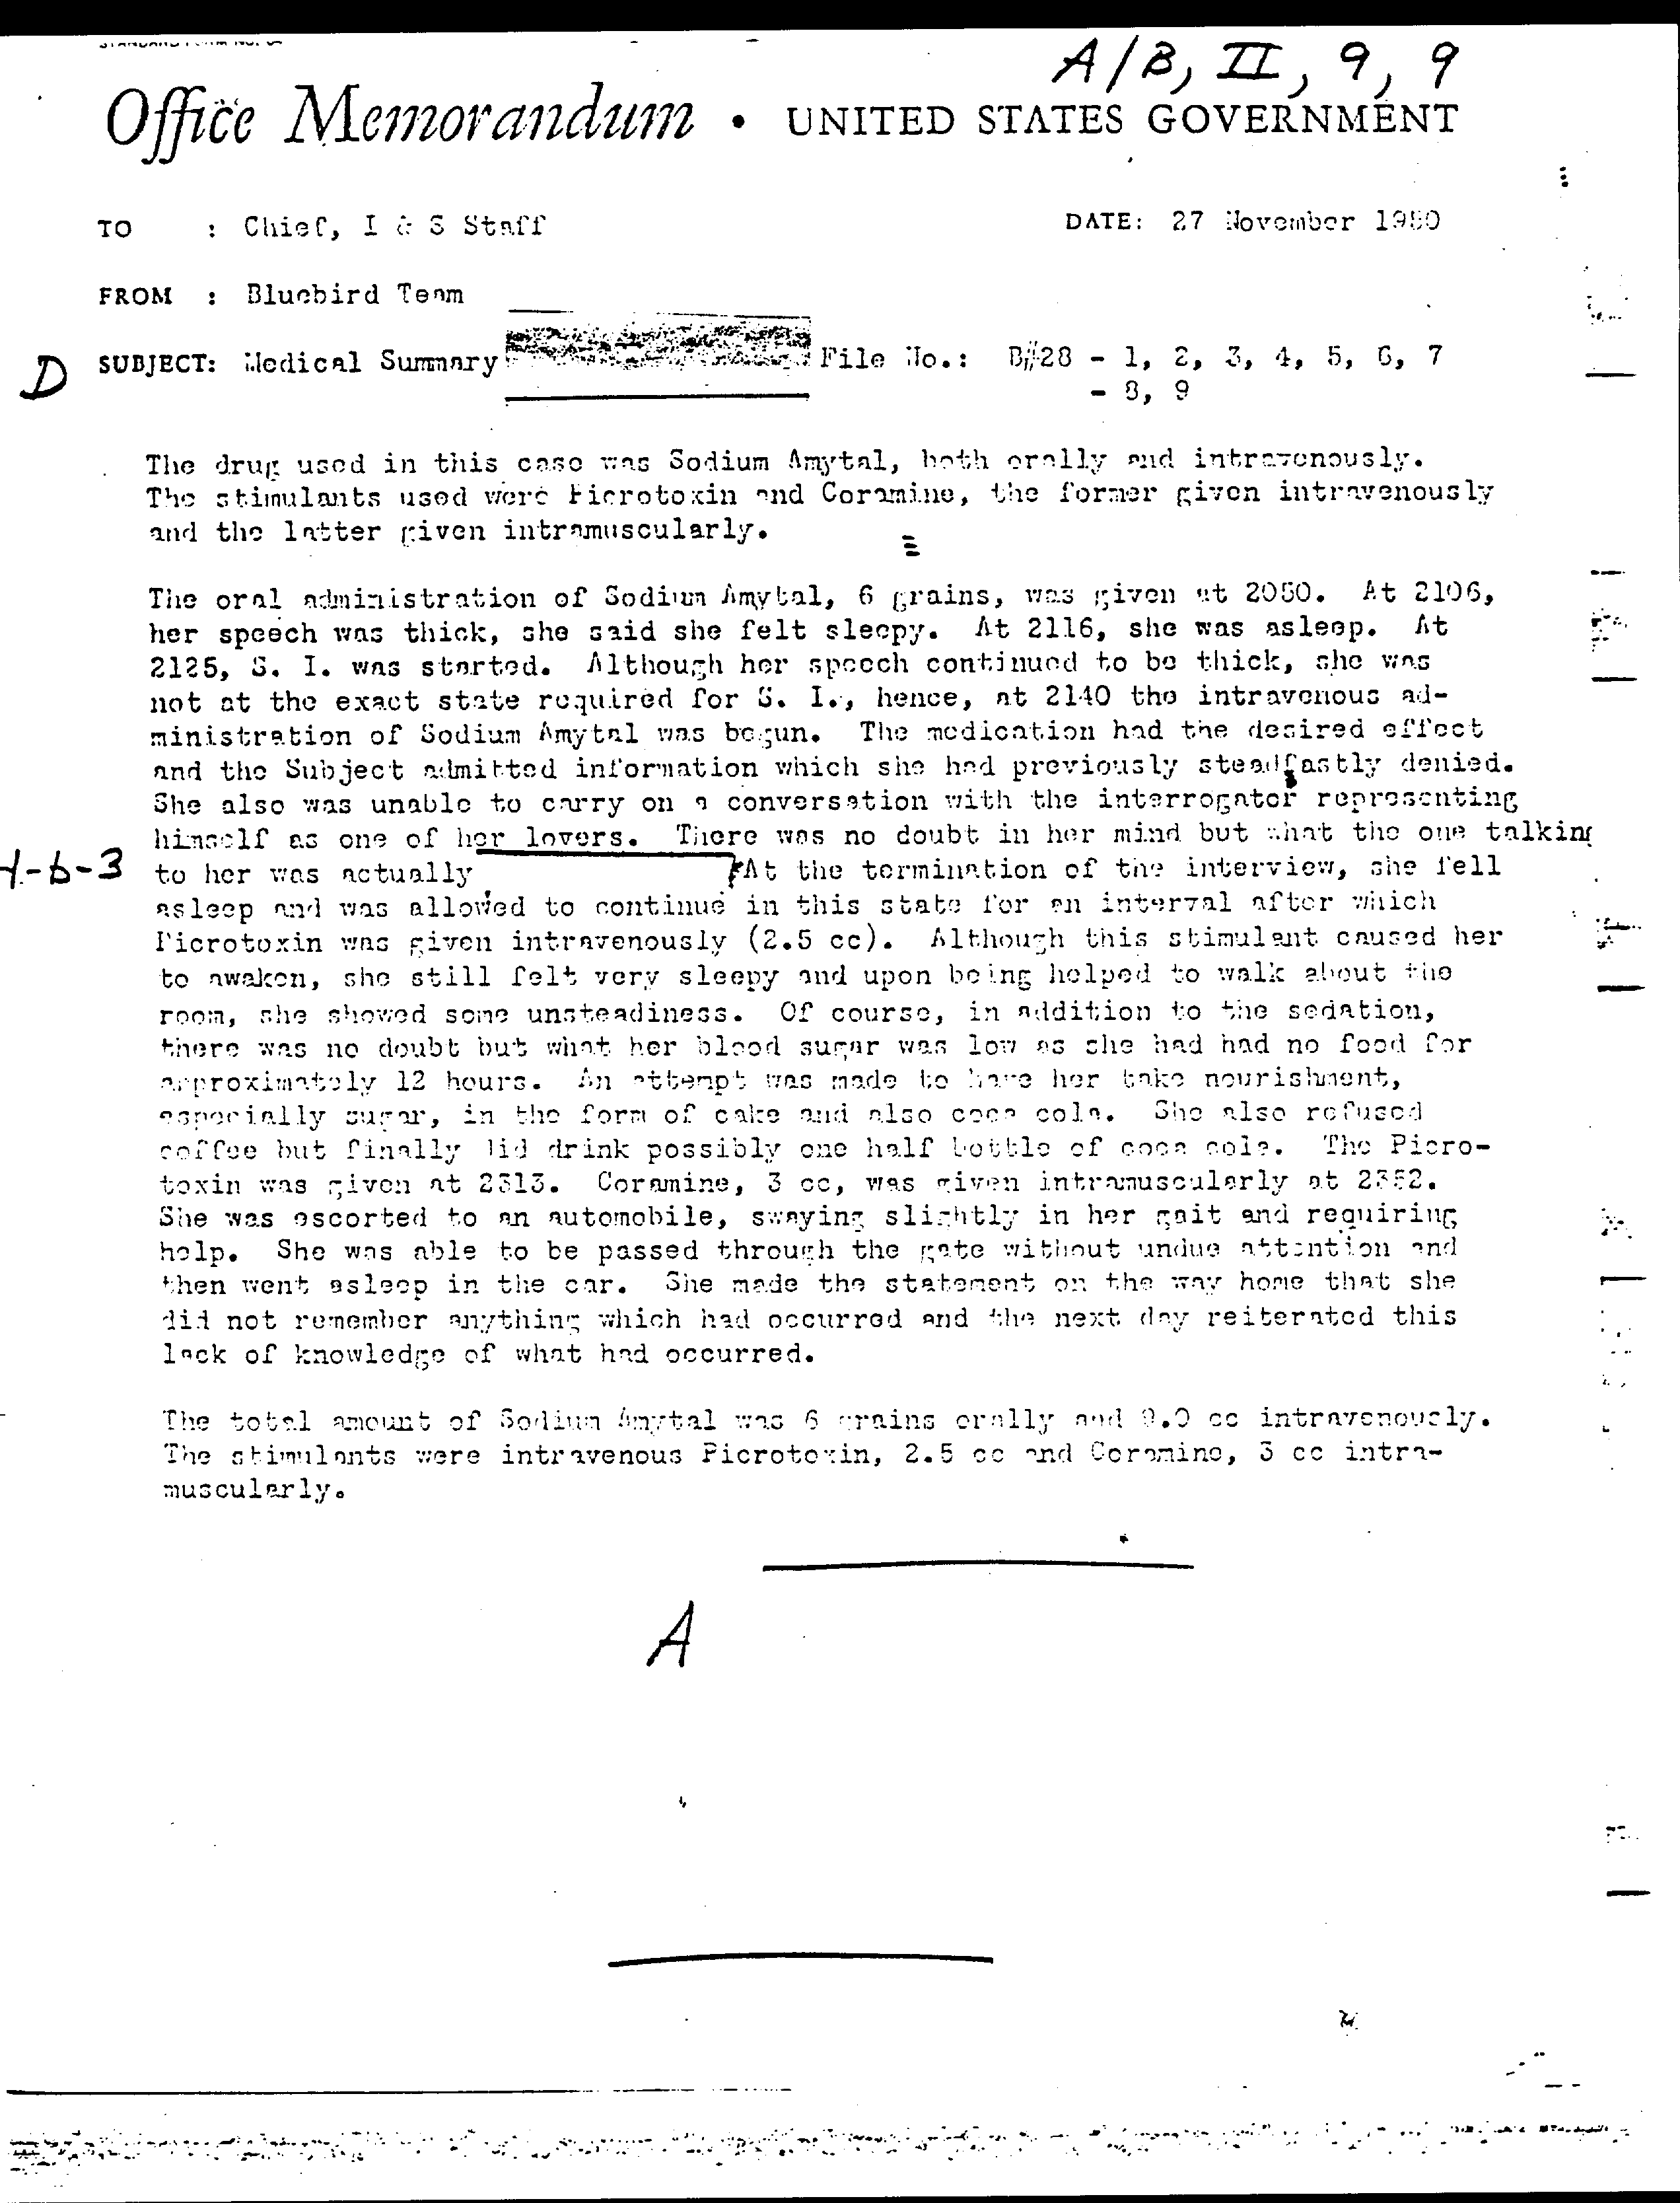 A/B, II, 9, 9
Office Memorandum • UNITED STATES GOVERNMENT
TO : Chief, I & S Staff DATE: 27 November 1950
FROM : Bluebird Team
D SUBJECT: Medical Summary File No.: B#28 - 1, 2, 3, 4, 5, 6, 7
- 8, 9
The drug used in this case was Sodium Amytal, both orally and intravenously.
The stimulants used were Picrotoxin and Coramine, the former given intravenously
and the latter given intramuscularly.
The oral administration of Sodium Amytal, 6 grains, was given at 2050. At 2106,
her speech was thick, she said she felt sleepy. At 2116, she was asleep. At
2125, S. I. was started. Although her speech continued to be thick, she was
not at the exact state required for S. I., hence, at 2140 the intravenous ad-
ministration of Sodium Amytal was begun. The medication had the desired effect
and the Subject admitted information which she had previously steadfastly denied.
She also was unable to carry on a conversation with the interrogator representing
himself as one of her lovers. There was no doubt in her mind but what the one talking
to her was actually At the termination of the interview, she fell
asleep and was allowed to continue in this state for an interval after which
Picrotoxin was given intravenously (2.5 cc). Although this stimulant caused her
to awaken, she still felt very sleepy and upon being helped to walk about the
room, she showed some unsteadiness. Of course, in addition to the sedation,
there was no doubt but what her blood sugar was low as she had had no food for
approximately 12 hours. An attempt was made to have her take nourishment,
especially sugar, in the form of cake and also coca cola. She also refused
coffee but finally did drink possibly one half bottle of coca cola. The Picro-
toxin was given at 2313. Coramine, 3 cc, was given intramuscularly at 2352.
She was escorted to an automobile, swaying slightly in her gait and requiring
help. She was able to be passed through the gate without undue attention and
then went asleep in the car. She made the statement on the way home that she
did not remember anything which had occurred and the next day reiterated this
lack of knowledge of what had occurred.
The total amount of Sodium Amytal was 6 grains orally and cc intravenously.
The stimulants were intravenous Picrotoxin, 2.5 cc and Coramine, 3 cc intra-
muscularly.
A